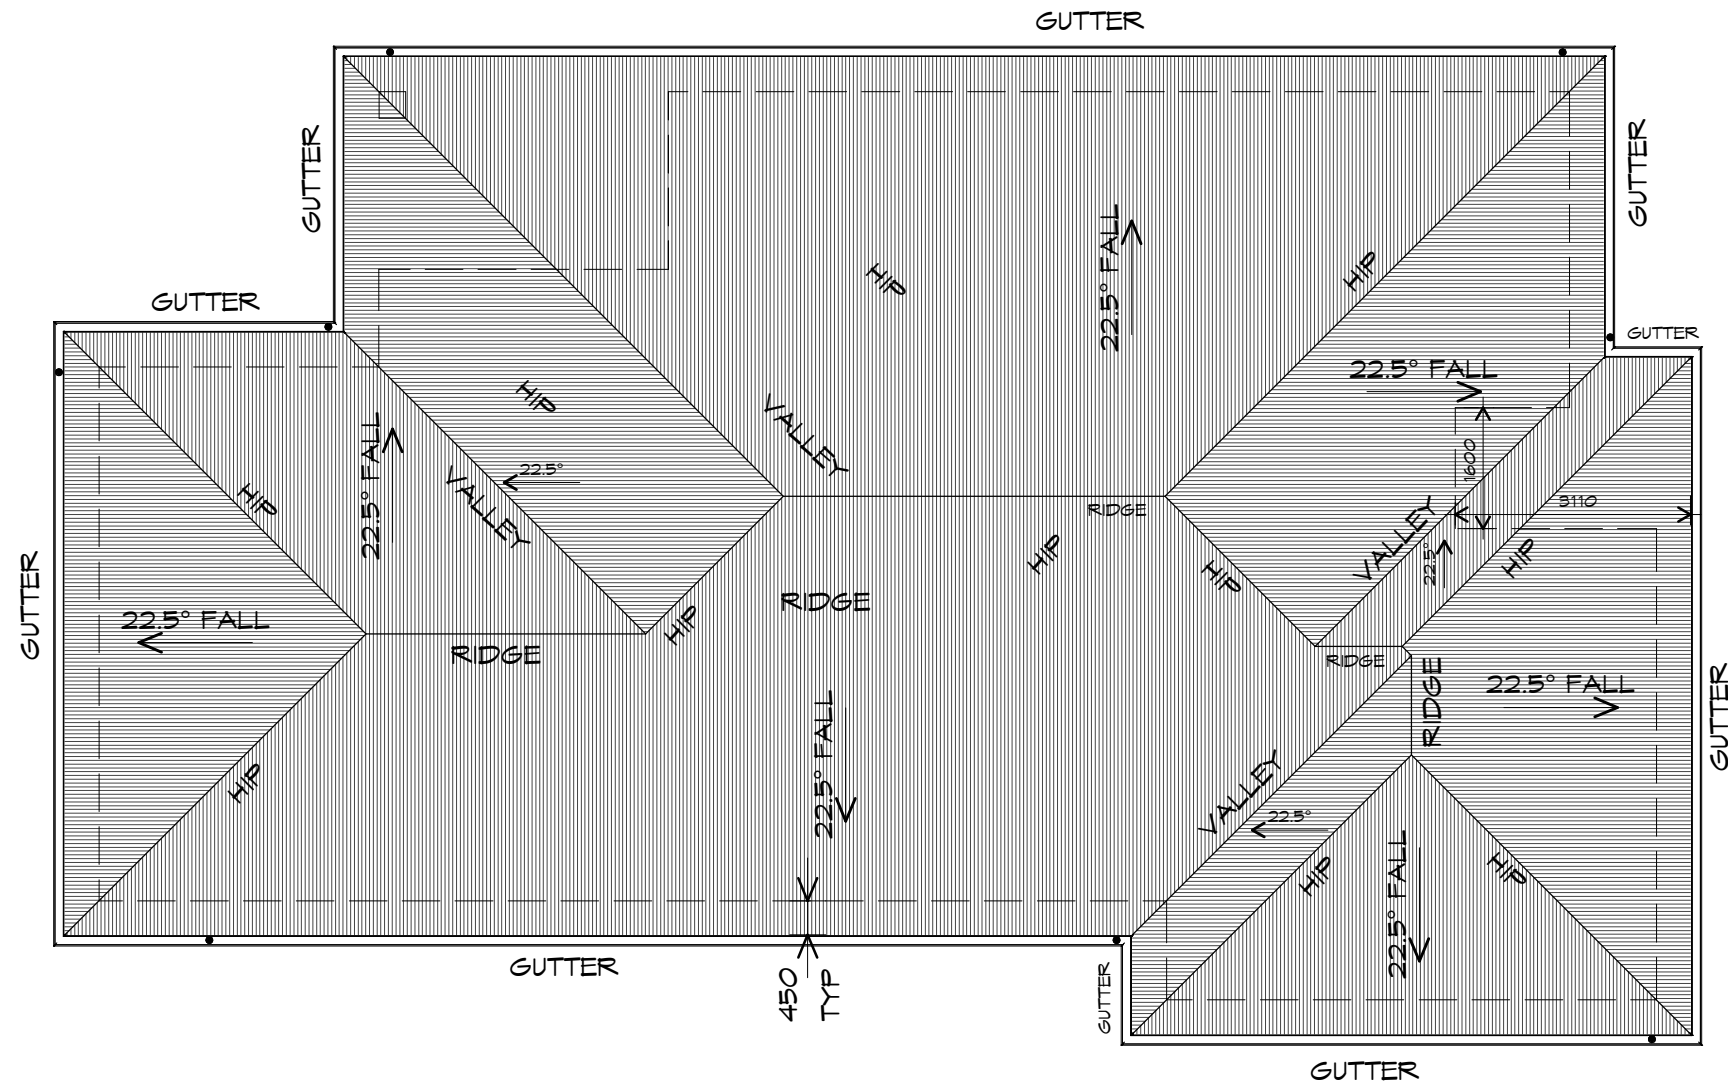 GUTTER
GUTTER
GUTTER
GUTTER
GUTTER
HIP
HIP
22.5° FALL
22.5° FALL
HIP
VALLEY
22.5° FALL
VALLEY
22.5°
HIP
RIDGE
1600
3110
VALLEY
22.5°
HIP
HIP
HIP
GUTTER
22.5° FALL
HIP
RIDGE
RIDGE
RIDGE
RIDGE
22.5° FALL
GUTTER
HIP
22.5° FALL
VALLEY
22.5°
HIP
22.5° FALL
HIP
GUTTER
450
TYP
GUTTER
GUTTER